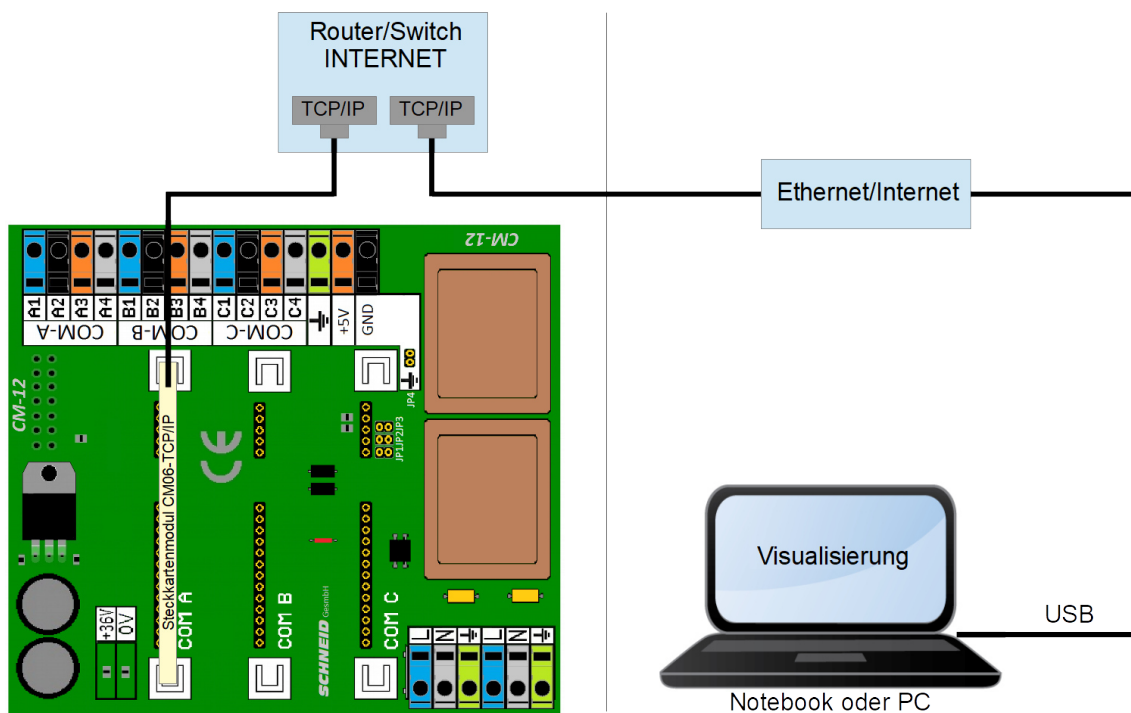 Router/Switch
INTERNET
TCP/IP
TCP/IP
Ethernet/Internet
CM-12
A1
A2
A3
A4
B1
B2
B3
B4
C1
C2
C3
C4
+5V
GND
COM-A
COM-B
COM-C
JP4
CM-12
JP1JP2JP3
Steckkartenmodul CM06-TCP/IP
CE
COM A
COM B
COM C
SCHNEID GesmbH
+36V
0V
L
N
L
N
Visualisierung
USB
Notebook oder PC